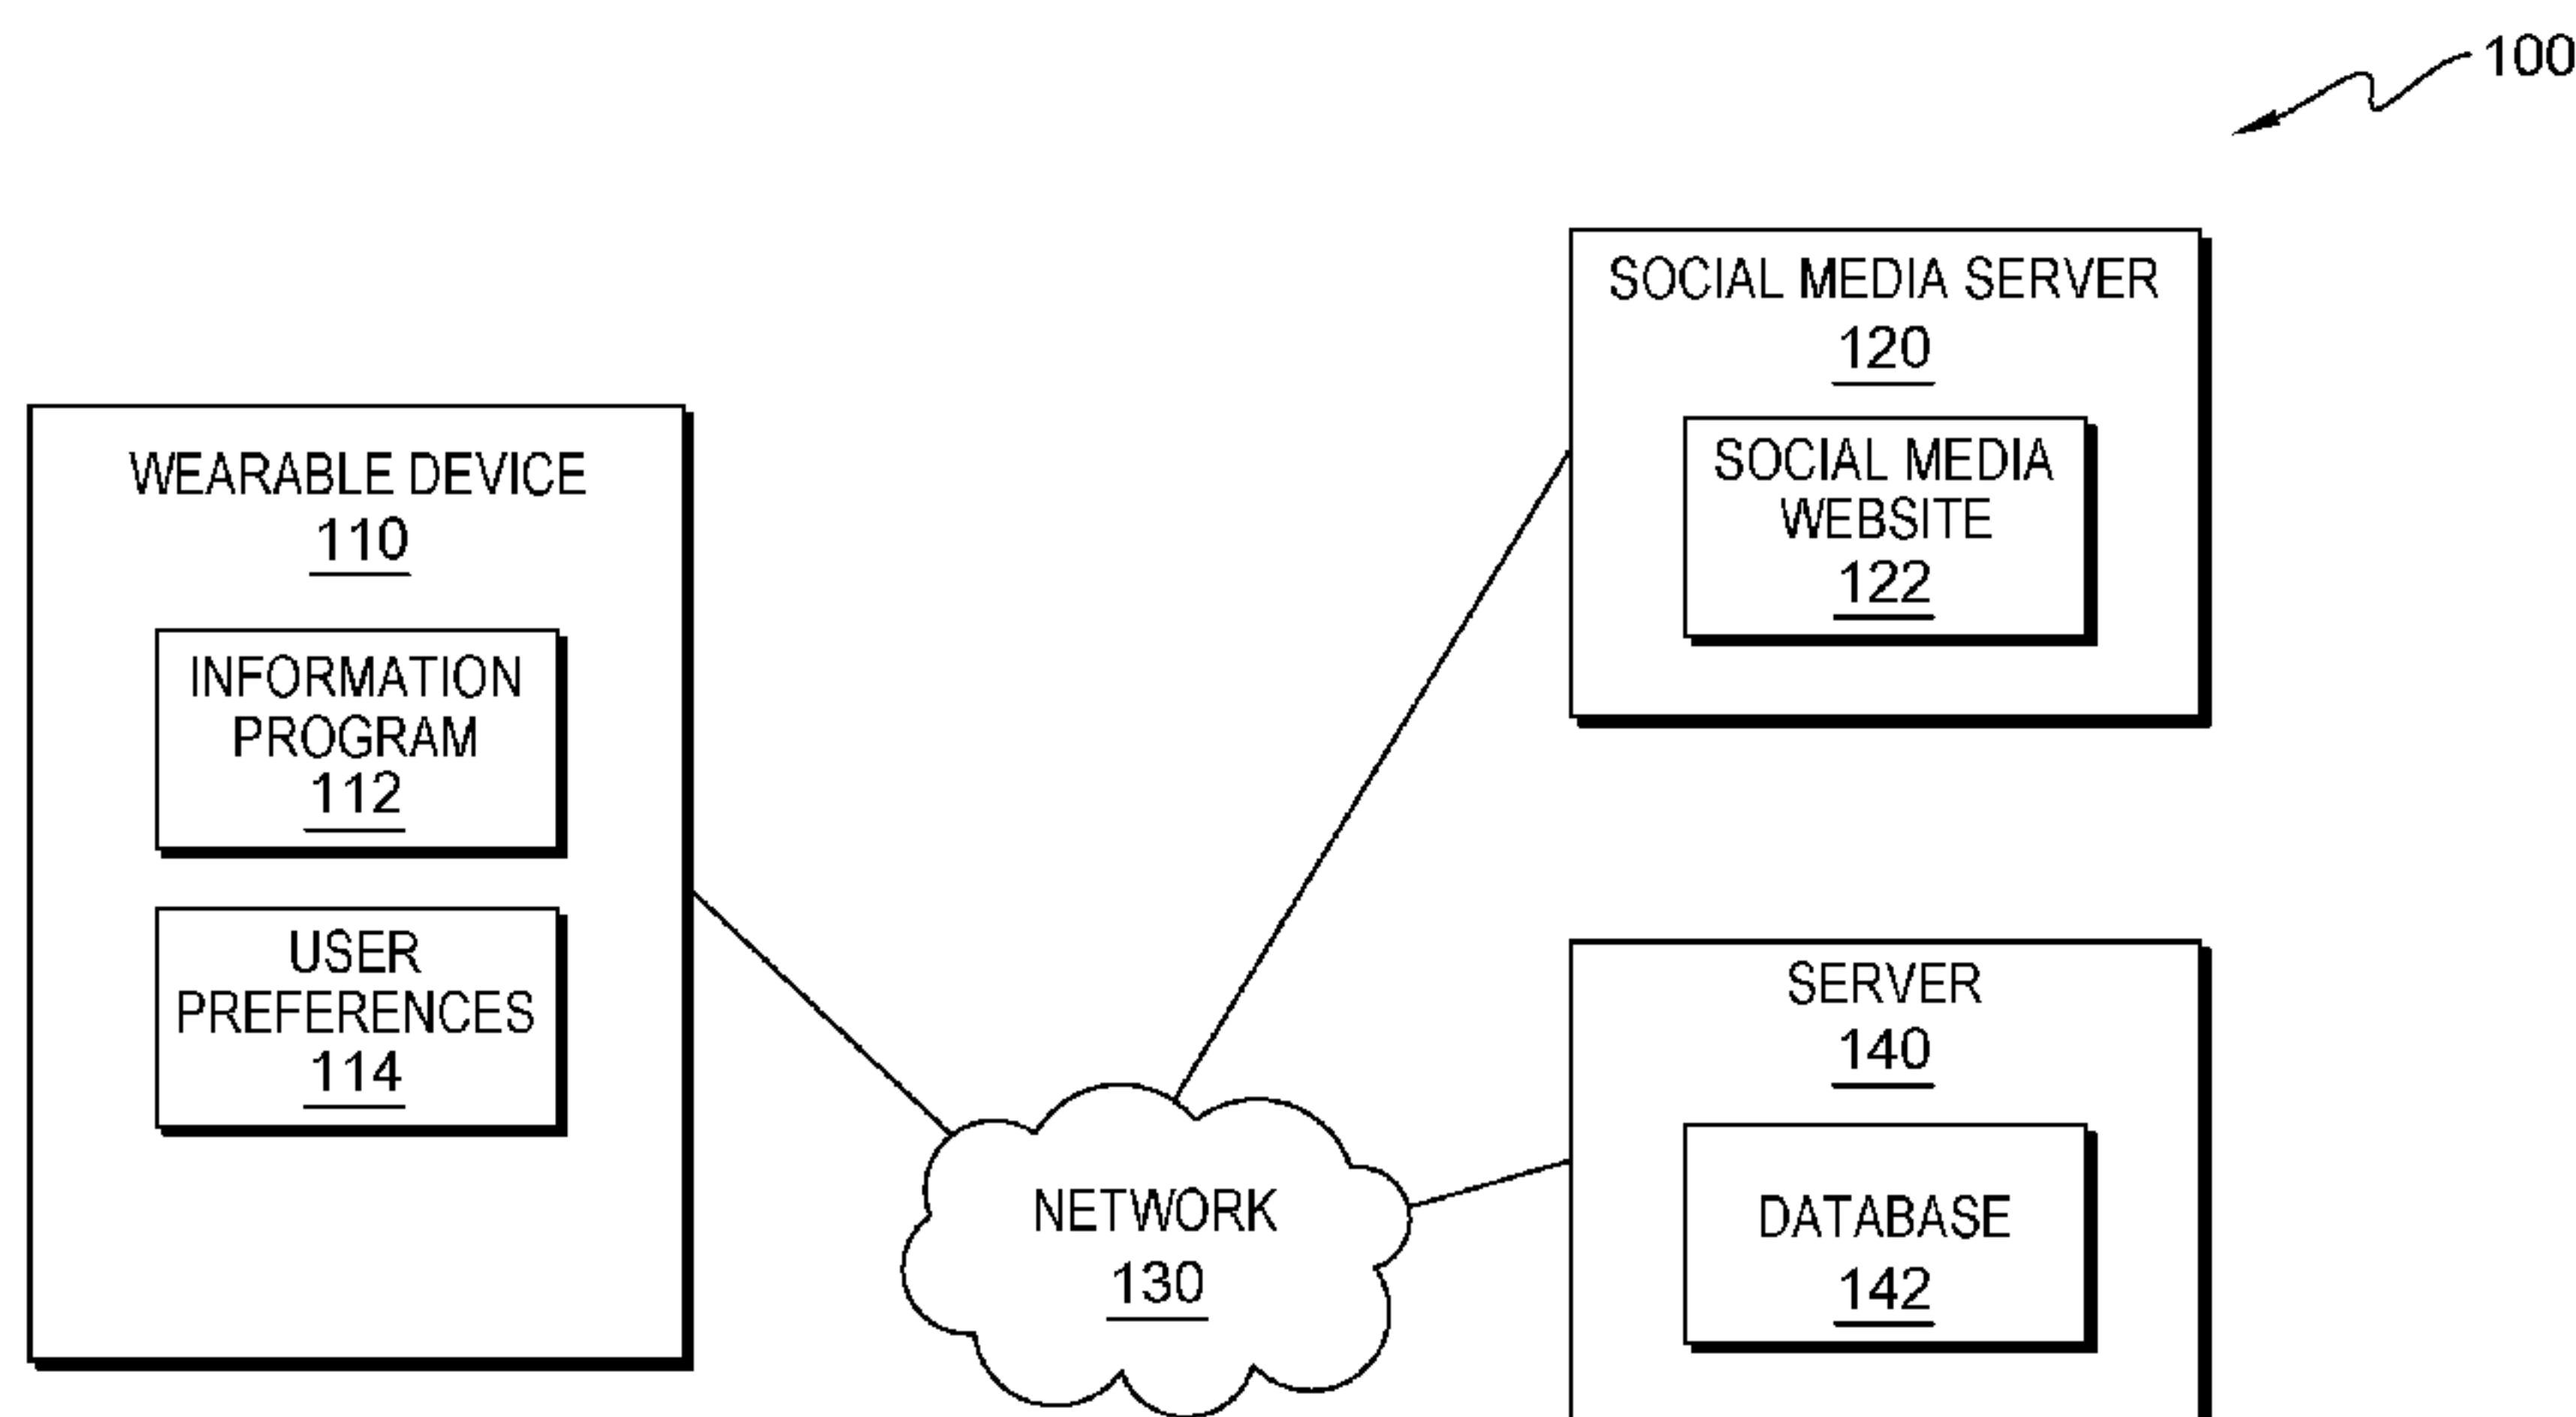 100
SOCIAL MEDIA SERVER
120
SOCIAL MEDIA
WEBSITE
122
WEARABLE DEVICE
110
INFORMATION
PROGRAM
112
USER
PREFERENCES
114
NETWORK
130
SERVER
140
DATABASE
142